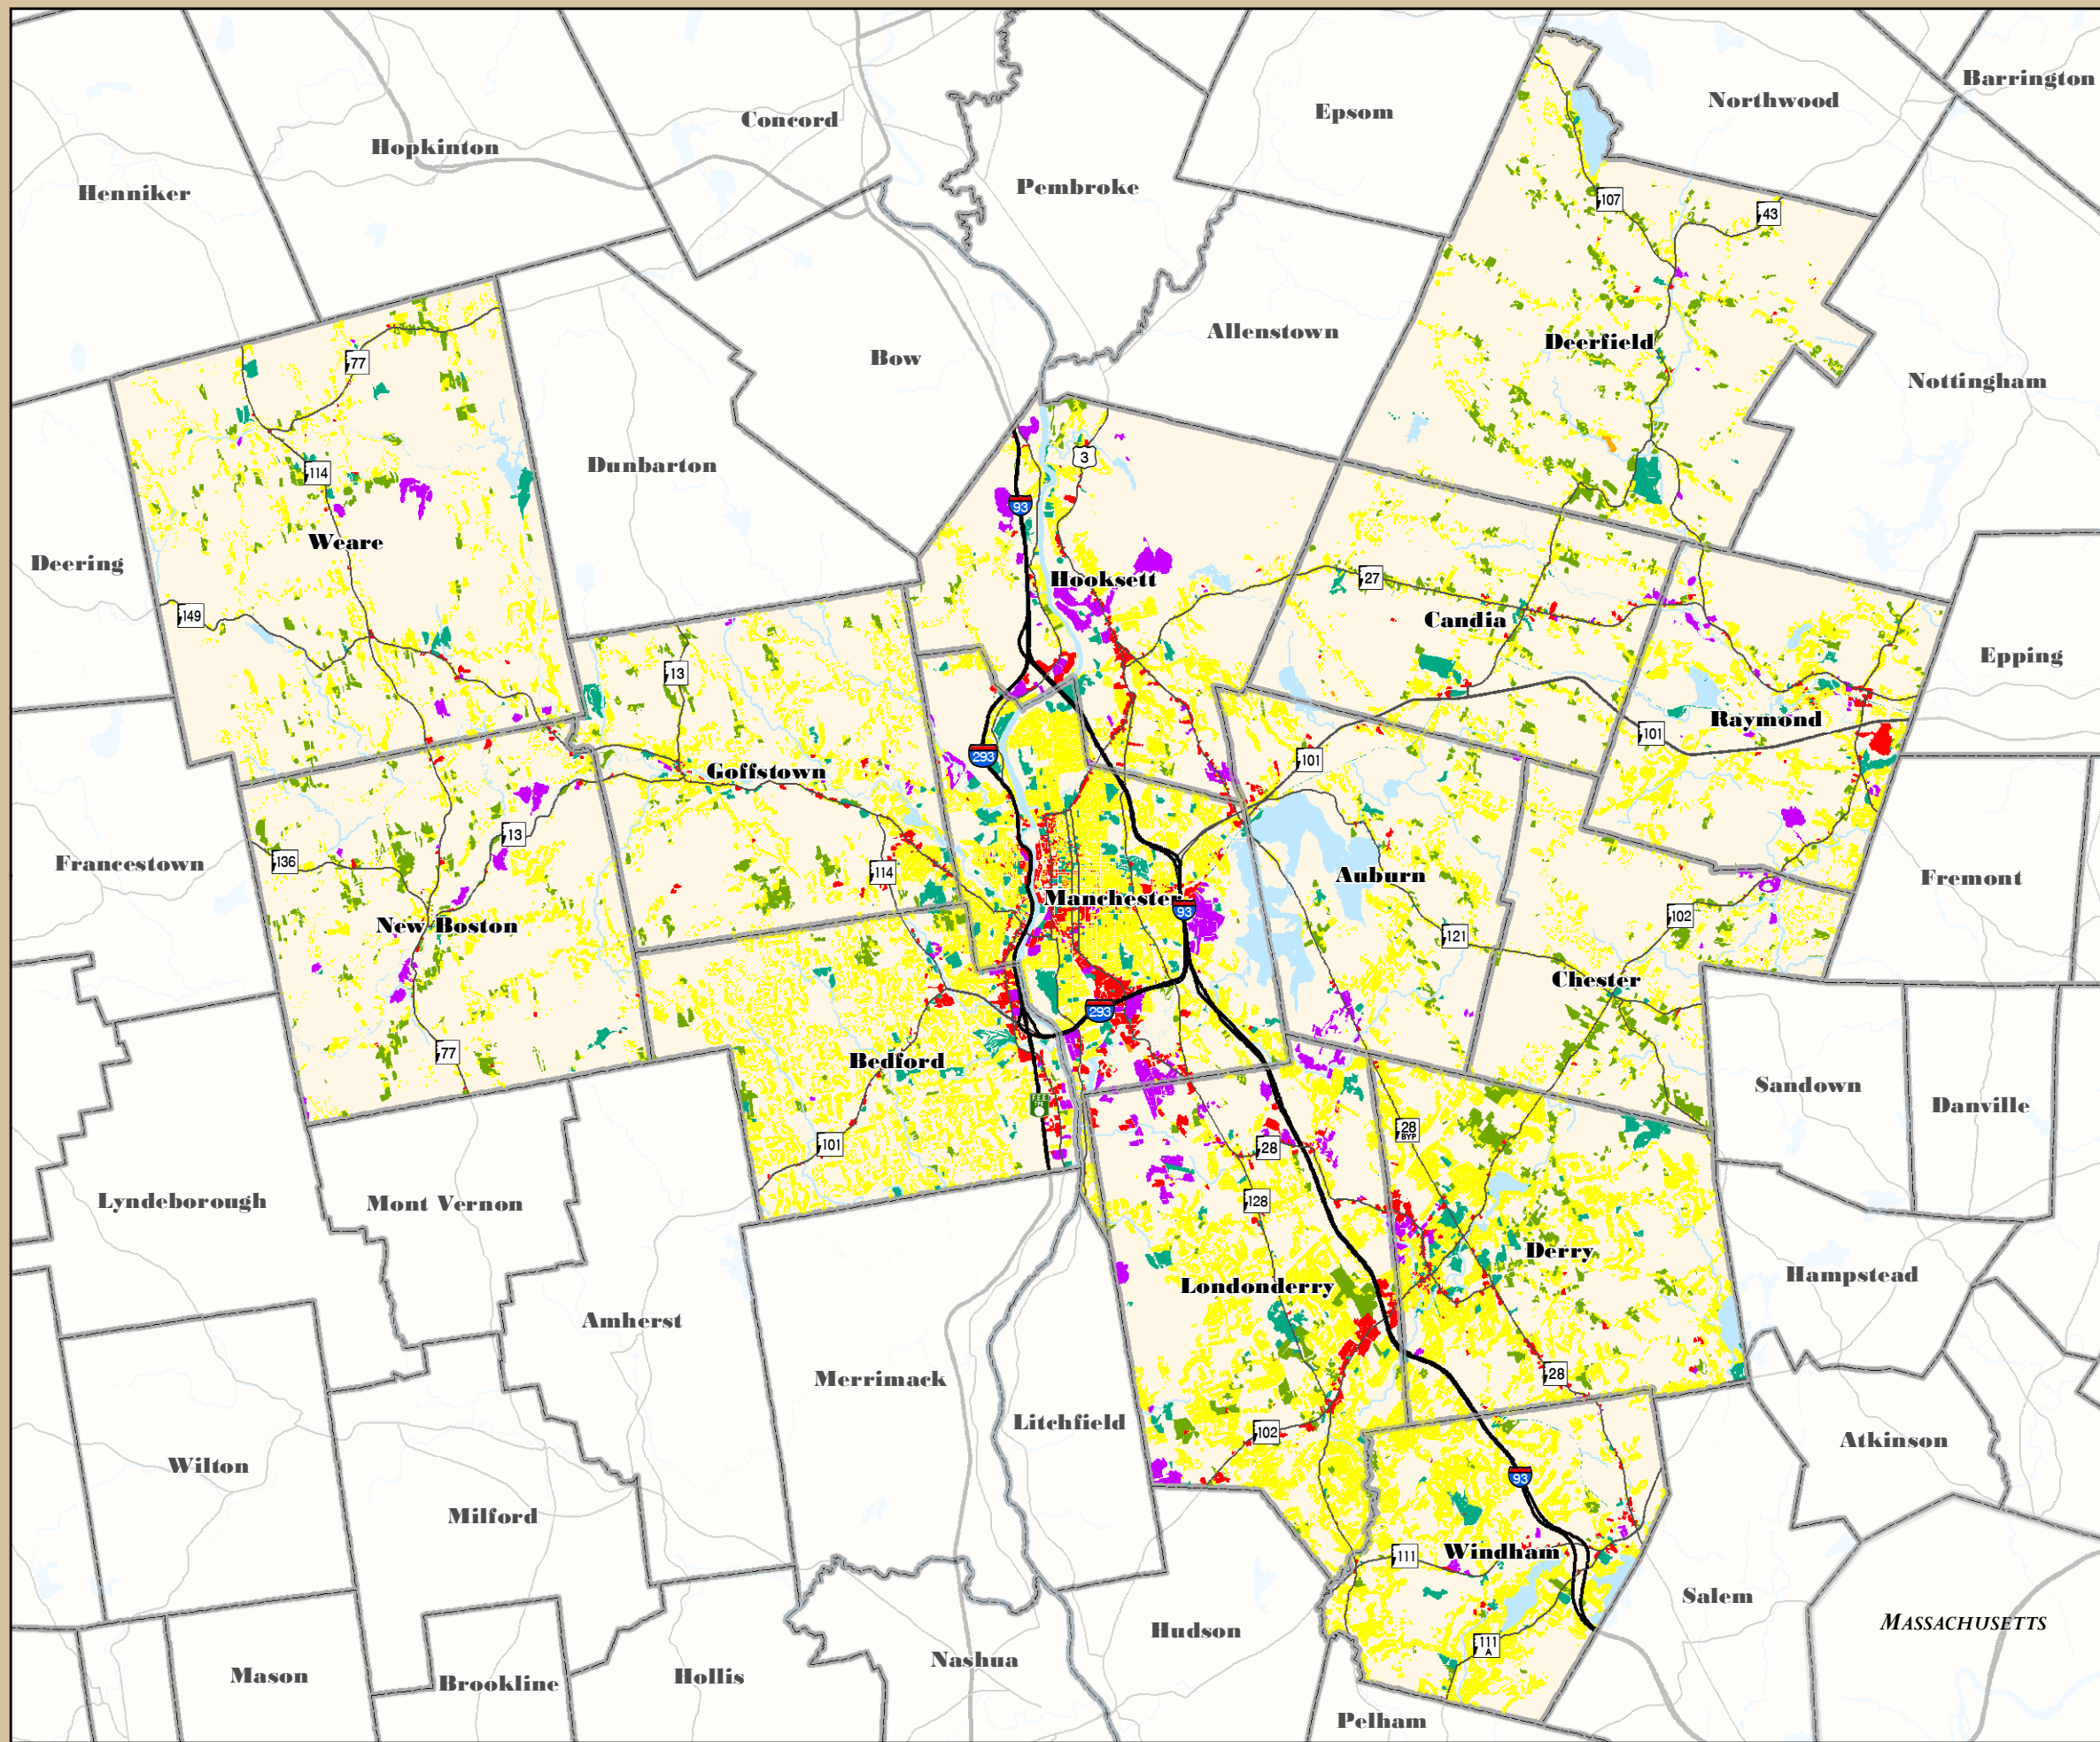 Barrington
Northwood
Epsom
Concord
Hopkinton
Pembroke
Henniker
107
43
Allenstown
Deerfield
Bow
77
Nottingham
3
Dunbarton
114
93
Weare
Deering
27
Hooksett
149
Candia
Epping
13
Raymond
101
293
101
Goffstown
13
136
Francestown
114
Auburn
Fremont
Manchester
93
102
New Boston
121
Chester
293
77
Bedford
Sandown
Danville
101
28
BYP
28
Lyndeborough
Mont Vernon
128
Derry
Hampstead
Londonderry
Amherst
28
Merrimack
Litchfield
102
Atkinson
Wilton
93
Milford
111
Windham
Salem
MASSACHUSETTS
Hudson
111
A
Nashua
Mason
Brookline
Hollis
Pelham